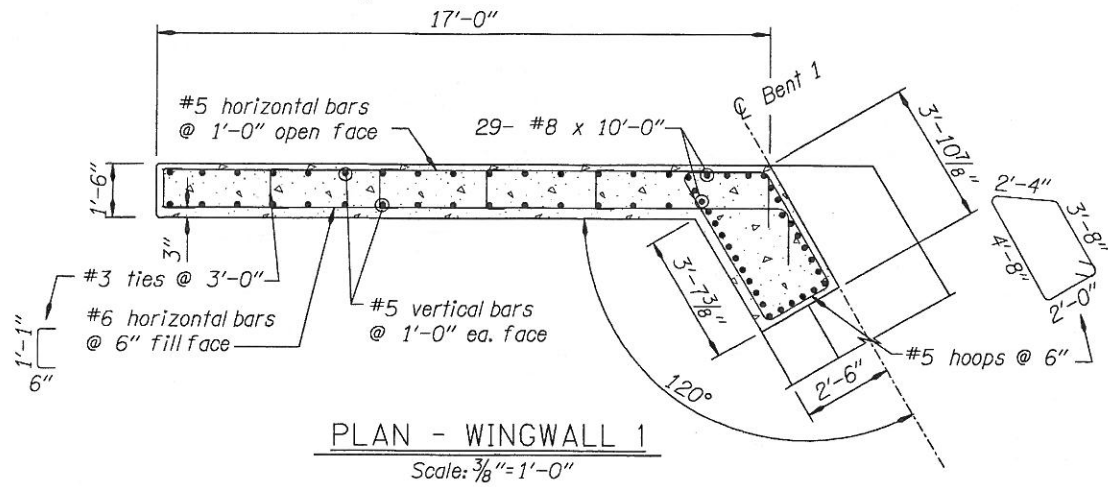 17'-0"
℄ Bent 1
#5 horizontal bars
@ 1'-0" open face
29- #8 x 10'-0"
3'-10⅞"
1'-6"
2'-4"
3'-8"
4'-8"
2'-0"
3"
#3 ties @ 3'-0"
3'-7⅜"
#6 horizontal bars
@ 6" fill face
#5 vertical bars
@ 1'-0" ea. face
1'-1"
6"
#5 hoops @ 6"
2'-6"
120°
PLAN - WINGWALL 1
Scale: ⅜"=1'-0"